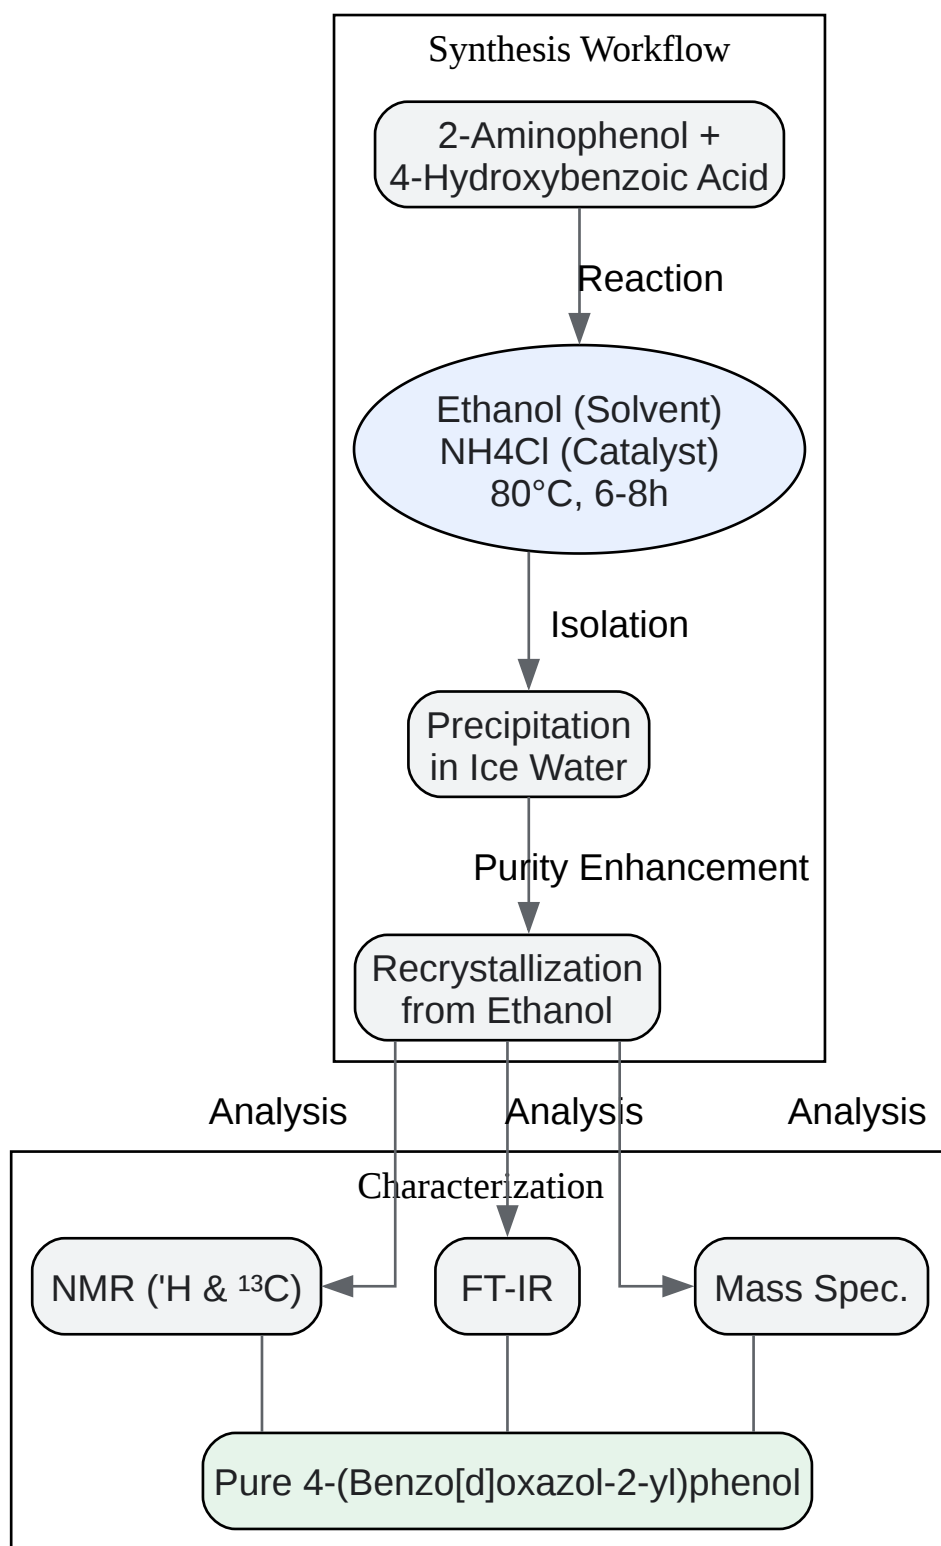 Synthesis Workflow
2-Aminophenol +
4-Hydroxybenzoic Acid
Reaction
Ethanol (Solvent)
NH4Cl (Catalyst)
80°C, 6-8h
Isolation
Precipitation
in Ice Water
Purity Enhancement
Recrystallization
from Ethanol
Analysis
Analysis
Analysis
Characterization
NMR ('H & ¹³C)
FT-IR
Mass Spec.
Pure 4-(Benzo[d]oxazol-2-yl)phenol